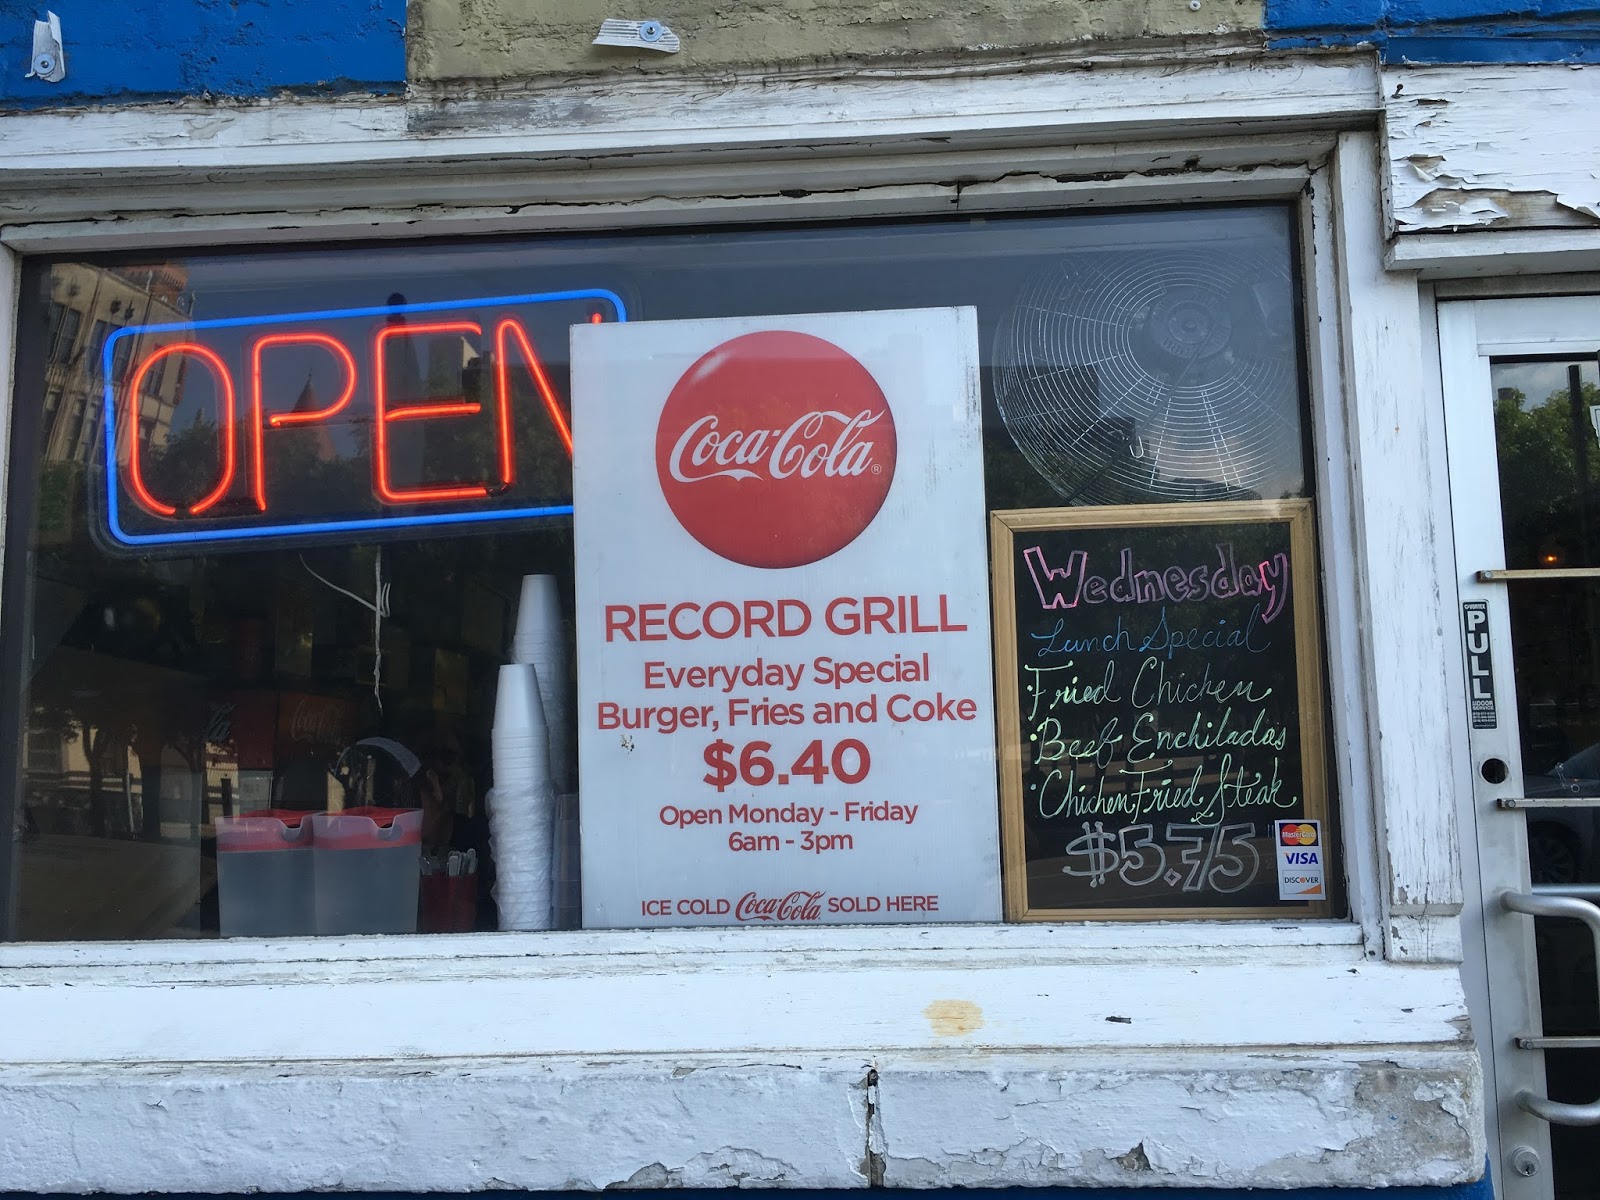 OPEN
Coca-Cola®
RECORD GRILL
Everyday Special
Burger, Fries and Coke
$6.40
Open Monday - Friday
6am - 3pm
ICE COLD Coca-Cola SOLD HERE
Wednesday
Lunch Special
·Fried Chicken
·Beef Enchiladas
·Chicken Fried Steak
$5.75
MasterCard
VISA
DISCOVER
PULL